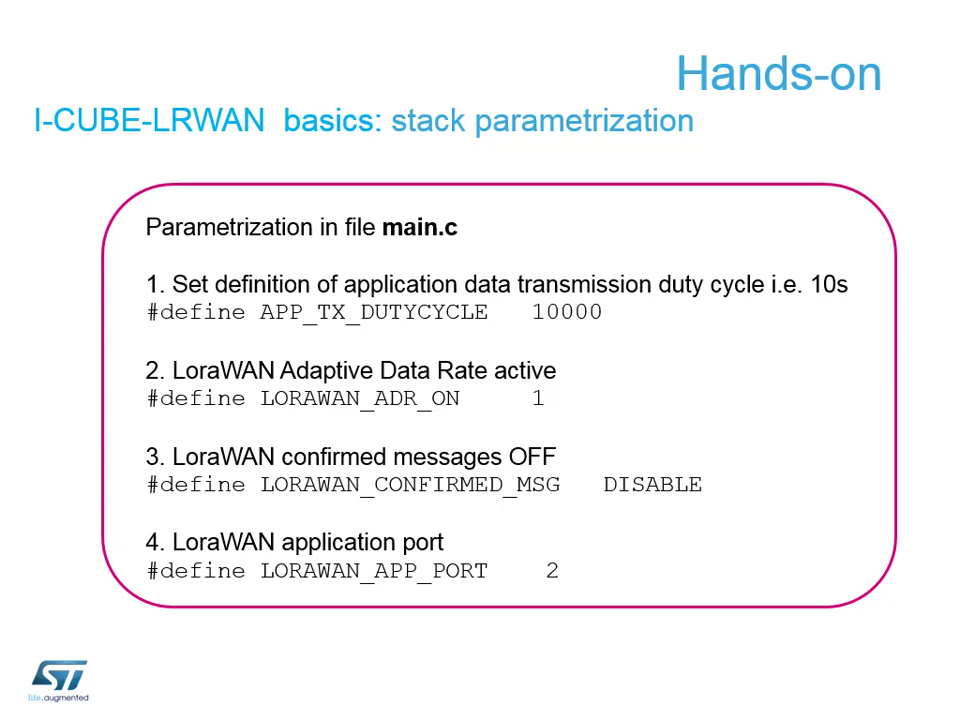 Hands-on
I-CUBE-LRWAN basics: stack parametrization
Parametrization in file main.c
1. Set definition of application data transmission duty cycle i.e. 10s
#define APP_TX_DUTYCYCLE 10000
2. LoraWAN Adaptive Data Rate active
#define LORAWAN_ADR_ON 1
3. LoraWAN confirmed messages OFF
#define LORAWAN_CONFIRMED_MSG DISABLE
4. LoraWAN application port
#define LORAWAN_APP_PORT 2
ST
life.augmented